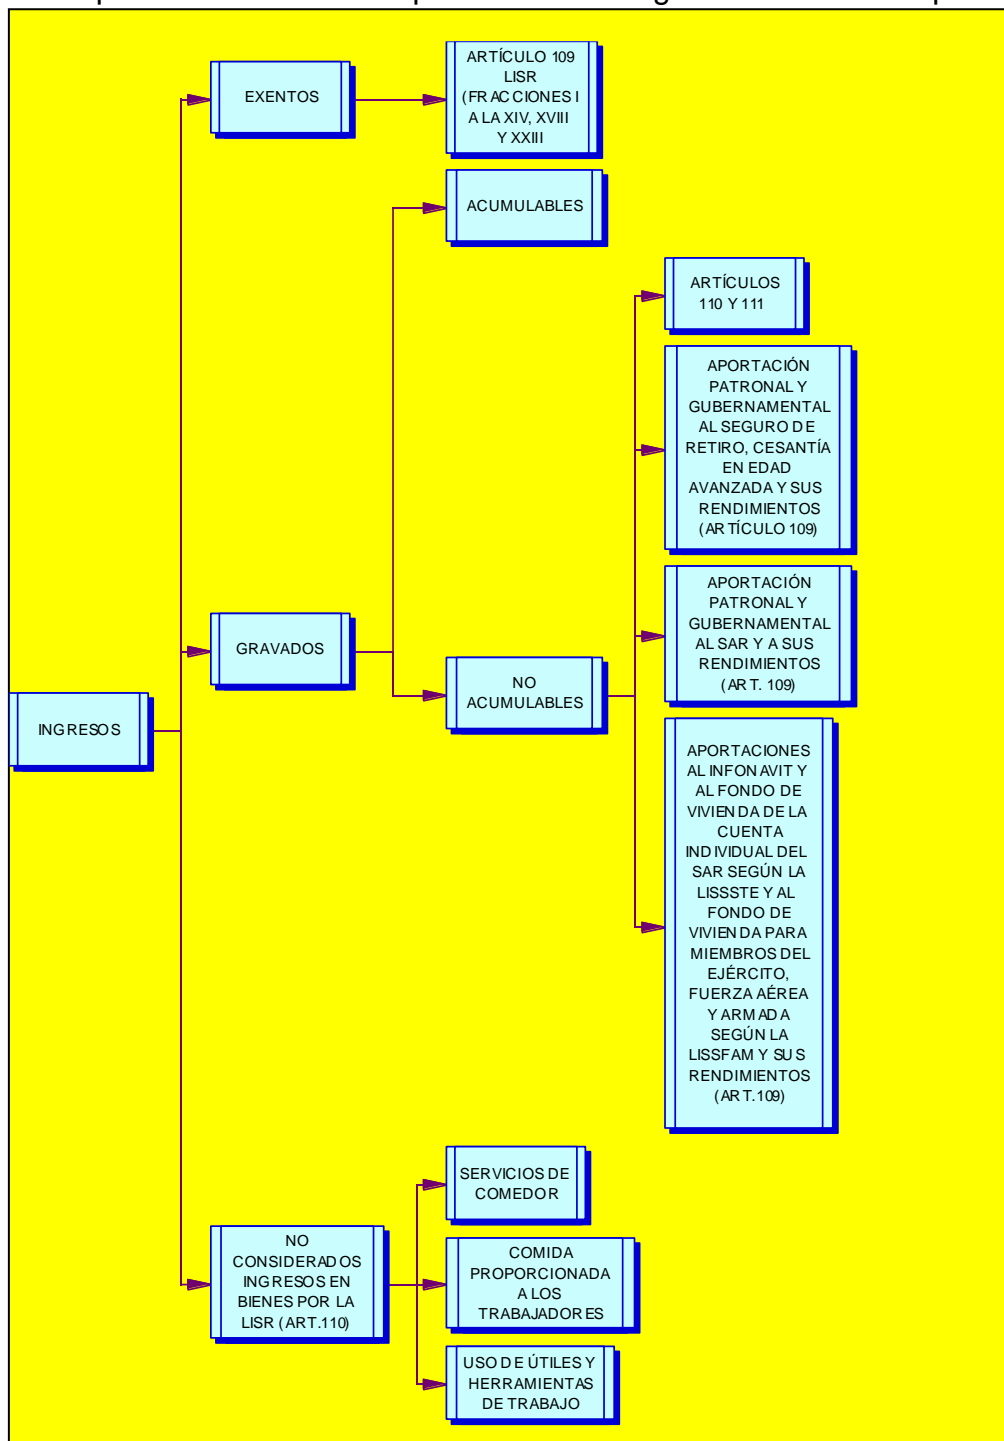 EXENTOS
ARTÍCULO 109
LISR
(FRACCIONES I
A LA XIV, XVIII
Y XXIII
ACUMULABLES
ARTÍCULOS
110 Y 111
APORTACIÓN
PATRONAL Y
GUBERNAMENTAL
AL SEGURO DE
RETIRO, CESANTÍA
EN EDAD
AVANZADA Y SUS
RENDIMIENTOS
(ARTÍCULO 109)
APORTACIÓN
PATRONAL Y
GUBERNAMENTAL
AL SAR Y A SUS
RENDIMIENTOS
(ART. 109)
GRAVADOS
NO
ACUMULABLES
INGRESOS
APORTACIONES
AL INFONAVIT Y
AL FONDO DE
VIVIENDA DE LA
CUENTA
INDIVIDUAL DEL
SAR SEGÚN LA
LISSSTE Y AL
FONDO DE
VIVIENDA PARA
MIEMBROS DEL
EJÉRCITO,
FUERZA AÉREA
Y ARMADA
SEGÚN LA
LISSFAM Y SUS
RENDIMIENTOS
(ART.109)
NO
CONSIDERADOS
INGRESOS EN
BIENES POR LA
LISR (ART.110)
SERVICIOS DE
COMEDOR
COMIDA
PROPORCIONADA
A LOS
TRABAJADORES
USO DE ÚTILES Y
HERRAMIENTAS
DE TRABAJO